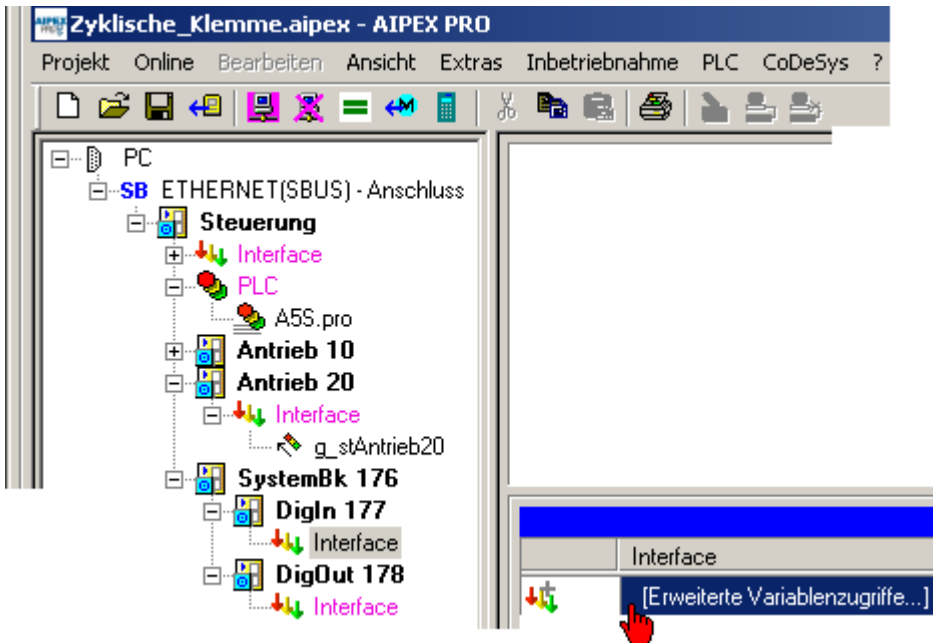 Zyklische_Klemme.aipex - AIPEX PRO
Projekt Online Bearbeiten Ansicht Extras Inbetriebnahme PLC CoDeSys ?
PC
SB ETHERNET(SBUS) - Anschluss
Steuerung
Interface
PLC
A5S.pro
Antrieb 10
Antrieb 20
Interface
g_stAntrieb20
SystemBk 176
DigIn 177
Interface
DigOut 178
Interface
Interface
[Erweiterte Variablenzugriffe...]